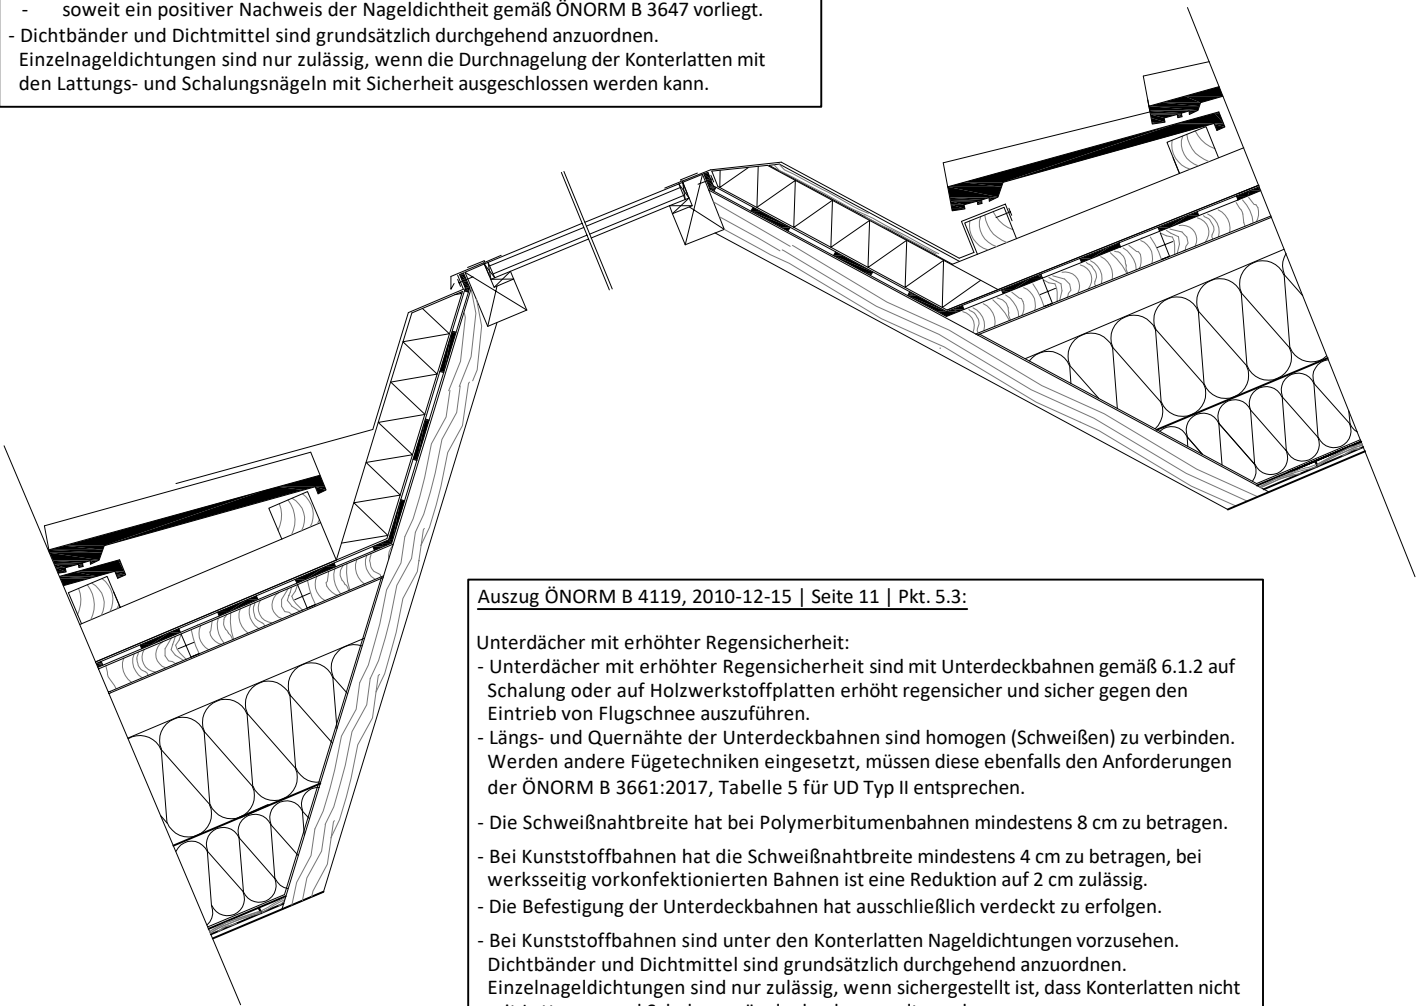 - soweit ein positiver Nachweis der Nageldichtheit gemäß ÖNORM B 3647 vorliegt.
- Dichtbänder und Dichtmittel sind grundsätzlich durchgehend anzuordnen.
Einzelnageldichtungen sind nur zulässig, wenn die Durchnagelung der Konterlatten mit
den Lattungs- und Schalungsnägeln mit Sicherheit ausgeschlossen werden kann.
Auszug ÖNORM B 4119, 2010-12-15 | Seite 11 | Pkt. 5.3:
Unterdächer mit erhöhter Regensicherheit:
- Unterdächer mit erhöhter Regensicherheit sind mit Unterdeckbahnen gemäß 6.1.2 auf
Schalung oder auf Holzwerkstoffplatten erhöht regensicher und sicher gegen den
Eintrieb von Flugschnee auszuführen.
- Längs- und Quernähte der Unterdeckbahnen sind homogen (Schweißen) zu verbinden.
Werden andere Fügetechniken eingesetzt, müssen diese ebenfalls den Anforderungen
der ÖNORM B 3661:2017, Tabelle 5 für UD Typ II entsprechen.
- Die Schweißnahtbreite hat bei Polymerbitumenbahnen mindestens 8 cm zu betragen.
- Bei Kunststoffbahnen hat die Schweißnahtbreite mindestens 4 cm zu betragen, bei
werksseitig vorkonfektionierten Bahnen ist eine Reduktion auf 2 cm zulässig.
- Die Befestigung der Unterdeckbahnen hat ausschließlich verdeckt zu erfolgen.
- Bei Kunststoffbahnen sind unter den Konterlatten Nageldichtungen vorzusehen.
Dichtbänder und Dichtmittel sind grundsätzlich durchgehend anzuordnen.
Einzelnageldichtungen sind nur zulässig, wenn sichergestellt ist, dass Konterlatten nicht